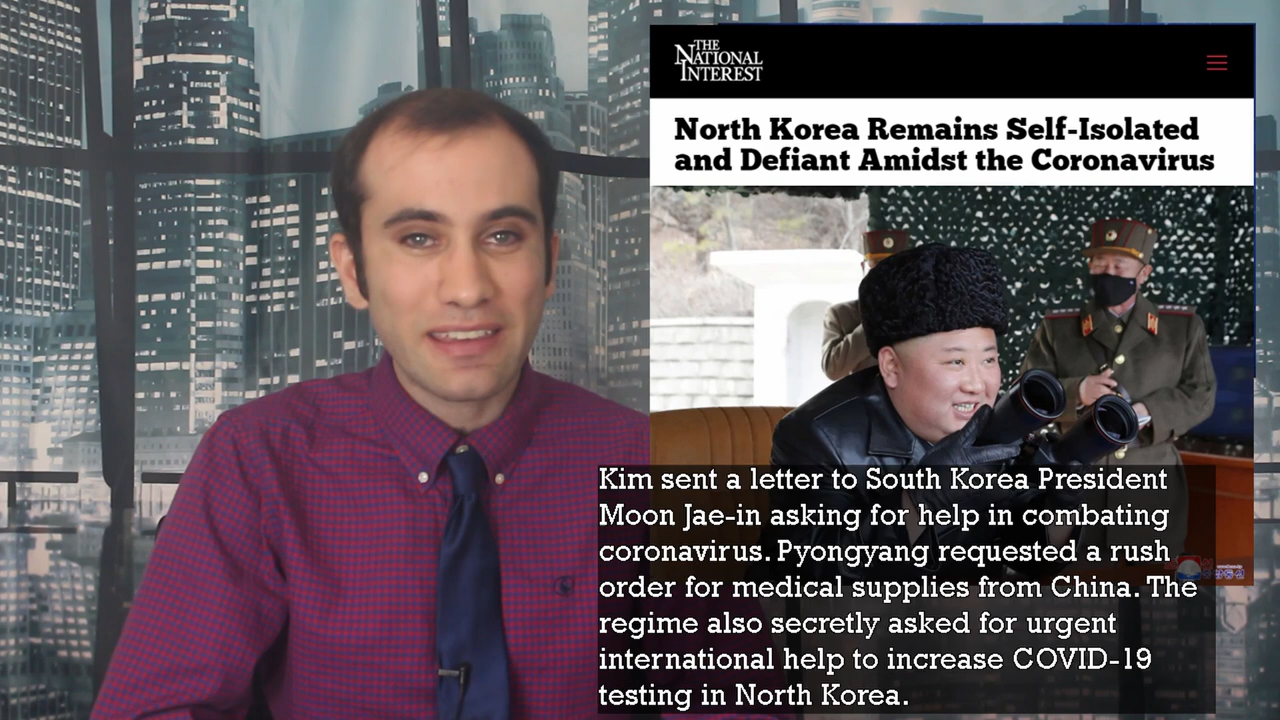 THE
NATIONAL
INTEREST
North Korea Remains Self-Isolated
and Defiant Amidst the Coronavirus
Kim sent a letter to South Korea President
Moon Jae-in asking for help in combating
coronavirus. Pyongyang requested a rush
order for medical supplies from China. The
regime also secretly asked for urgent
international help to increase COVID-19
testing in North Korea.